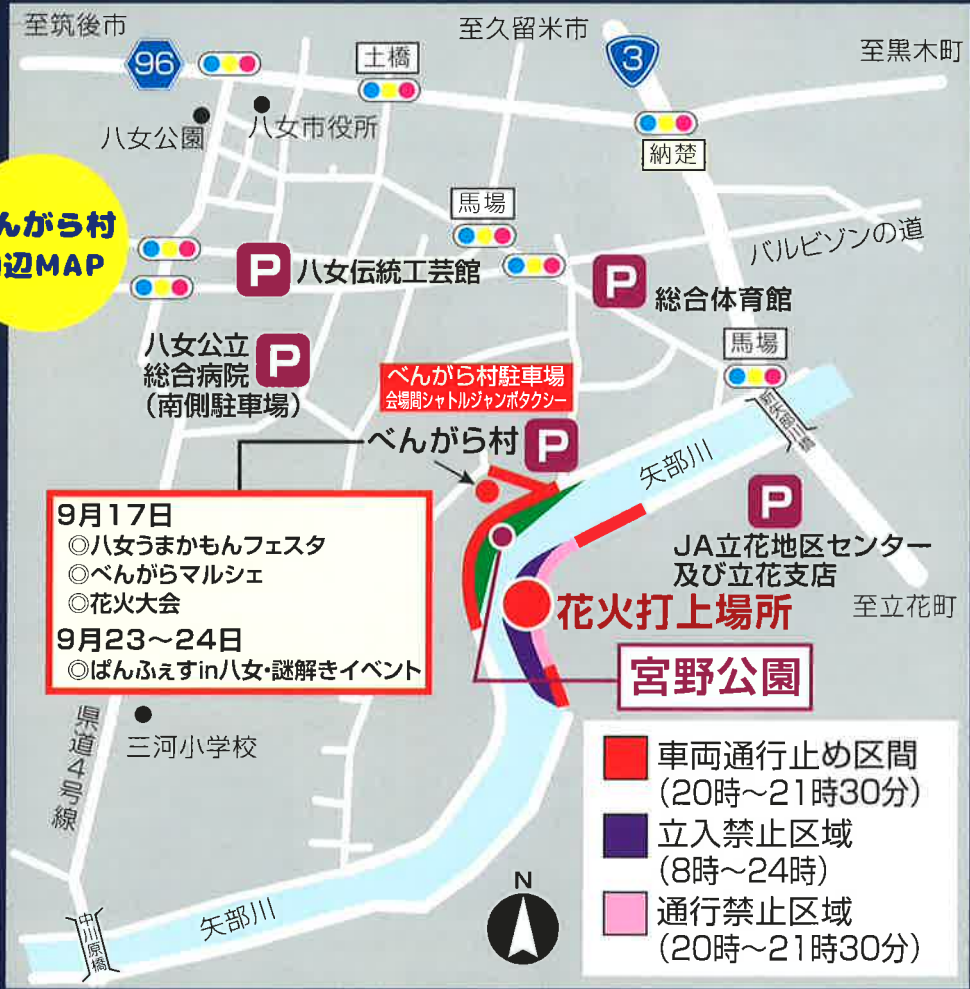 至筑後市
至久留米市
至黒木町
96
土橋
3
八女公園
八女市役所
納楚
んがら村
辺MAP
馬場
バルビゾンの道
P 八女伝統工芸館
P 総合体育館
八女公立
総合病院 P
(南側駐車場)
馬場
べんがら村駐車場
会場間シャトルジャンボタクシー
べんがら村 P
矢部川
9月17日
◎八女うまかもんフェスタ
◎べんがらマルシェ
◎花火大会
9月23～24日
◎ぱんふぇすin八女・謎解きイベント
P
JA立花地区センター
及び立花支店
花火打上場所
至立花町
宮野公園
三河小学校
県道4号線
車両通行止め区間
(20時～21時30分)
立入禁止区域
(8時～24時)
通行禁止区域
(20時～21時30分)
N
矢部川
中川原橋